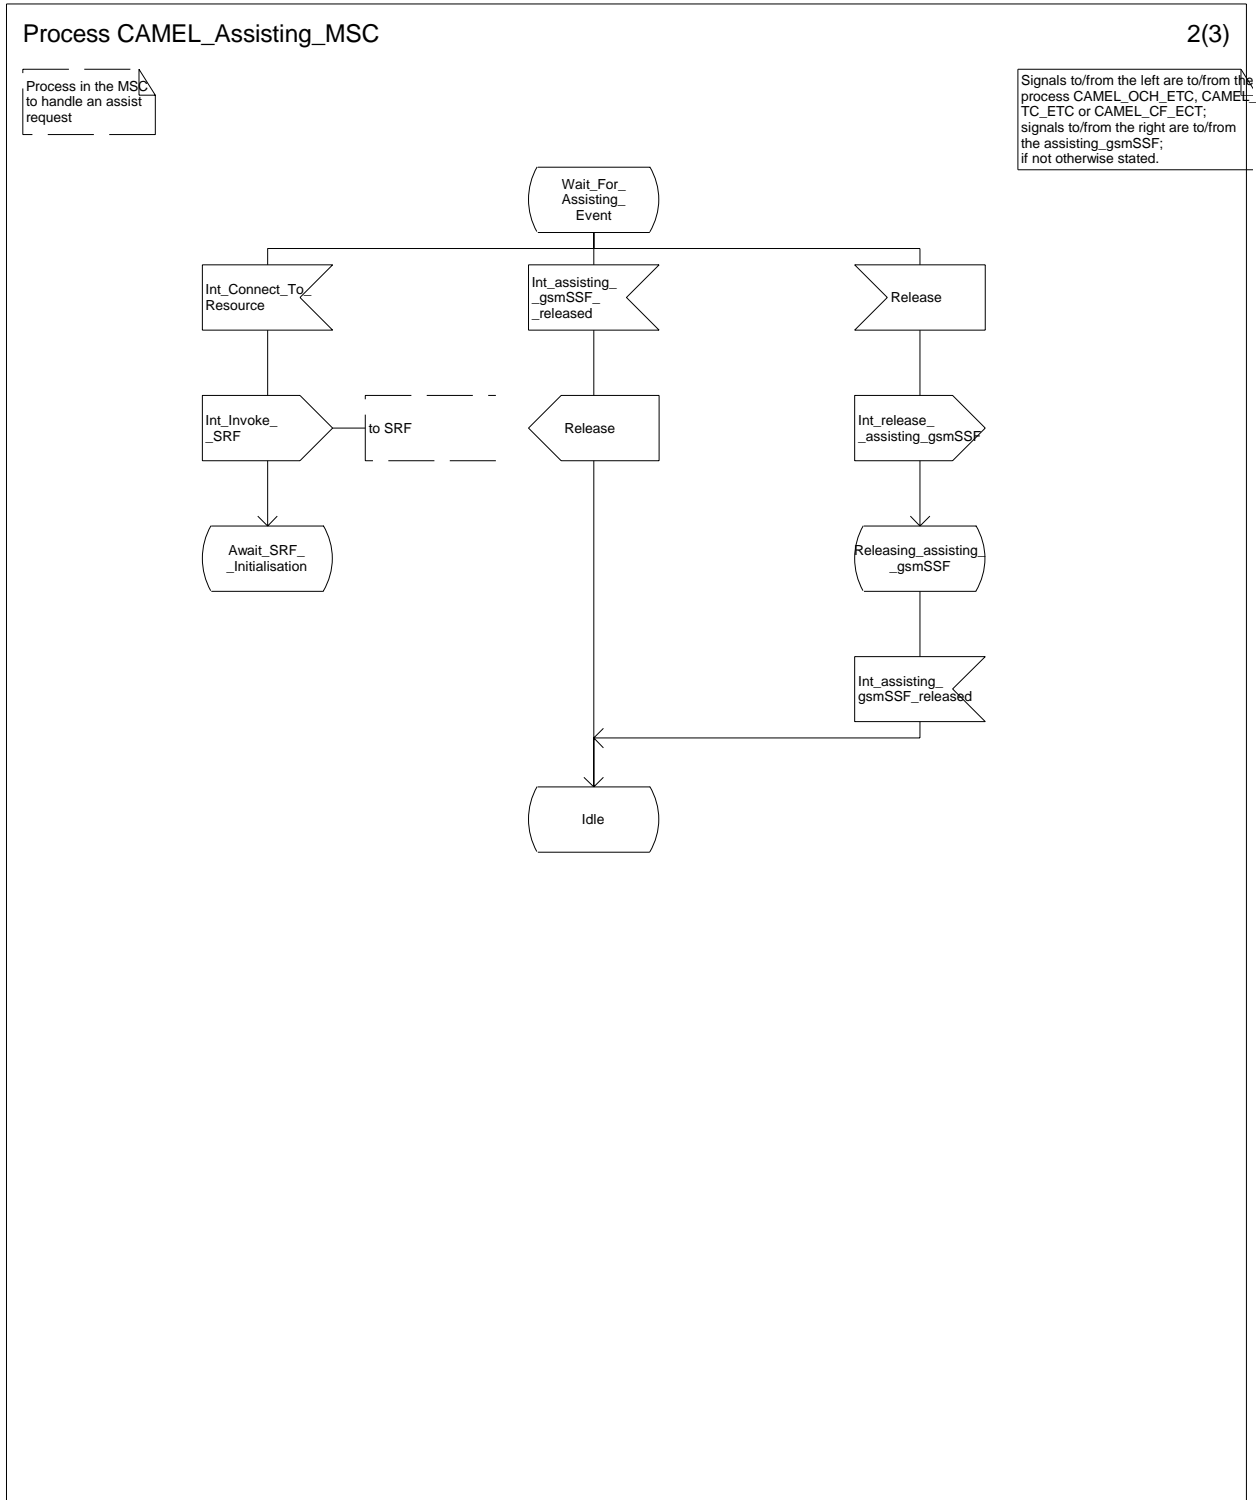 Process CAMEL_Assisting_MSC
2(3)
Process in the MSC
to handle an assist
request
Signals to/from the left are to/from the
process CAMEL_OCH_ETC, CAMEL_
TC_ETC or CAMEL_CF_ECT;
signals to/from the right are to/from
the assisting_gsmSSF;
if not otherwise stated.
Wait_For_
Assisting_
Event
Int_Connect_To_
Resource
Int_assisting_
_gsmSSF_
_released
Release
Int_Invoke_
_SRF
to SRF
Release
Int_release_
_assisting_gsmSSF
Await_SRF_
_Initialisation
Releasing_assisting_
_gsmSSF
Int_assisting_
gsmSSF_released
Idle